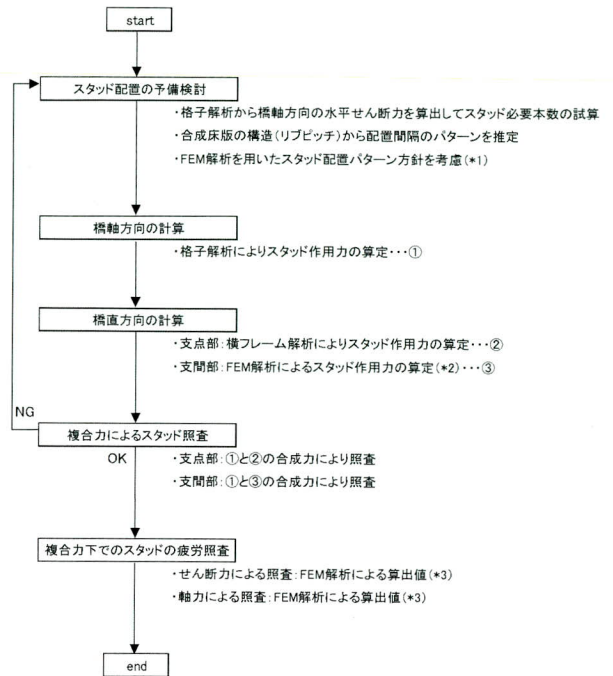 start
スタッド配置の予備検討
・格子解析から橋軸方向の水平せん断力を算出してスタッド必要本数の試算
・合成床版の構造(リブピッチ)から配置間隔のパターンを推定
・FEM解析を用いたスタッド配置パターン方針を考慮(*1)
橋軸方向の計算
・格子解析によりスタッド作用力の算定・・・①
橋直方向の計算
・支点部:横フレーム解析によりスタッド作用力の算定・・・②
・支間部:FEM解析によるスタッド作用力の算定(*2)・・・③
NG
複合力によるスタッド照査
OK
・支点部:①と②の合成力により照査
・支間部:①と③の合成力により照査
複合力下でのスタッドの疲労照査
・せん断力による照査:FEM解析による算出値(*3)
・軸力による照査:FEM解析による算出値(*3)
end